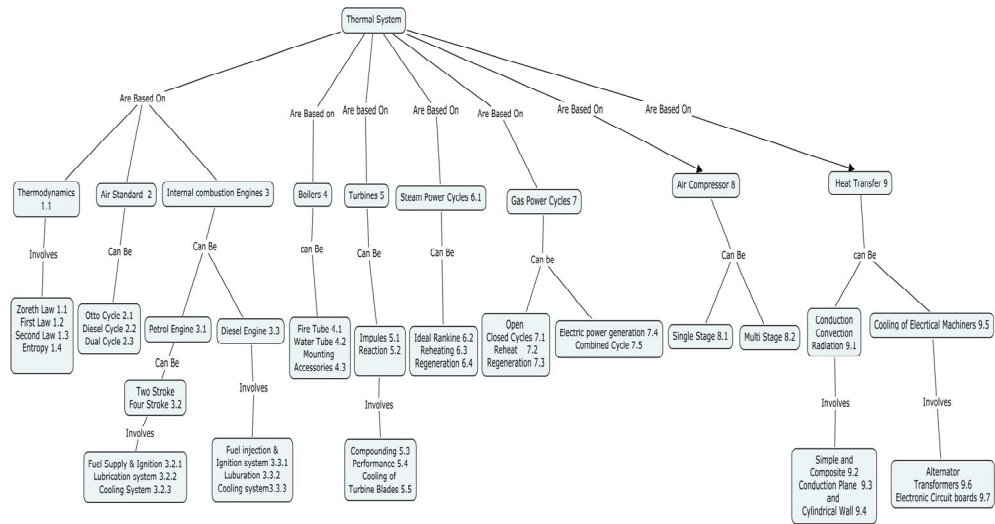 Thermal System
Are Based On
Are Based on
Are based On
Are Based On
Are Based On
Are Based On
Are Based On
Thermodynamics
1.1
Air Standard 2
Internal combustion Engines 3
Boilers 4
Turbines 5
Steam Power Cycles 6.1
Gas Power Cycles 7
Air Compressor 8
Heat Transfer 9
Involves
Can Be
Can Be
can Be
Can Be
Can Be
Can be
Can Be
can Be
Zoreth Law 1.1
First Law 1.2
Second Law 1.3
Entropy 1.4
Otto Cycle 2.1
Diesel Cycle 2.2
Dual Cycle 2.3
Petrol Engine 3.1
Diesel Engine 3.3
Fire Tube 4.1
Water Tube 4.2
Mounting
Accessories 4.3
Impules 5.1
Reaction 5.2
Ideal Rankine 6.2
Reheating 6.3
Regeneration 6.4
Open
Closed Cycles 7.1
Reheat 7.2
Regeneration 7.3
Electric power generation 7.4
Combined Cycle 7.5
Single Stage 8.1
Multi Stage 8.2
Conduction
Convection
Radiation 9.1
Cooling of Elecrtical Machiners 9.5
Can Be
Two Stroke
Four Stroke 3.2
Involves
Involves
Involves
Involves
Involves
Fuel Supply & Ignition 3.2.1
Lubrication system 3.2.2
Cooling System 3.2.3
Fuel injection &
Ignition system 3.3.1
Luburation 3.3.2
Cooling system3.3.3
Compounding 5.3
Performance 5.4
Cooling of
Turbine Blades 5.5
Simple and
Composite 9.2
Conduction Plane 9.3
and
Cylindrical Wall 9.4
Alternator
Transformers 9.6
Electronic Circuit boards 9.7